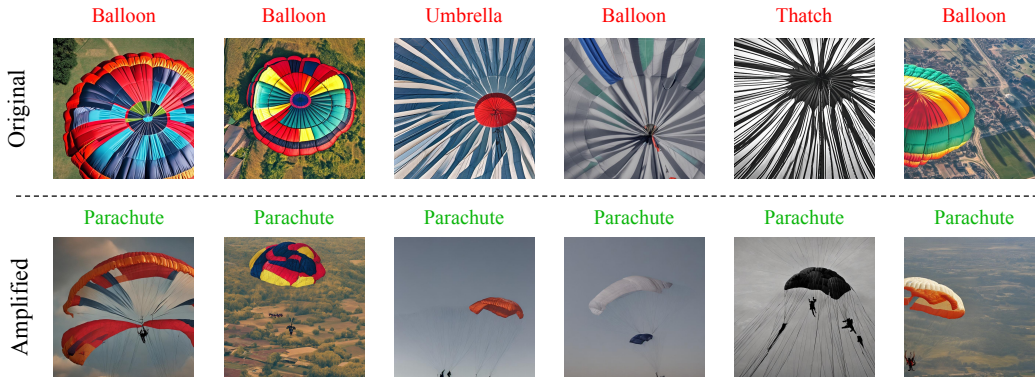 Balloon Balloon Umbrella Balloon Thatch Balloon
Original
Parachute Parachute Parachute Parachute Parachute Parachute
Amplified